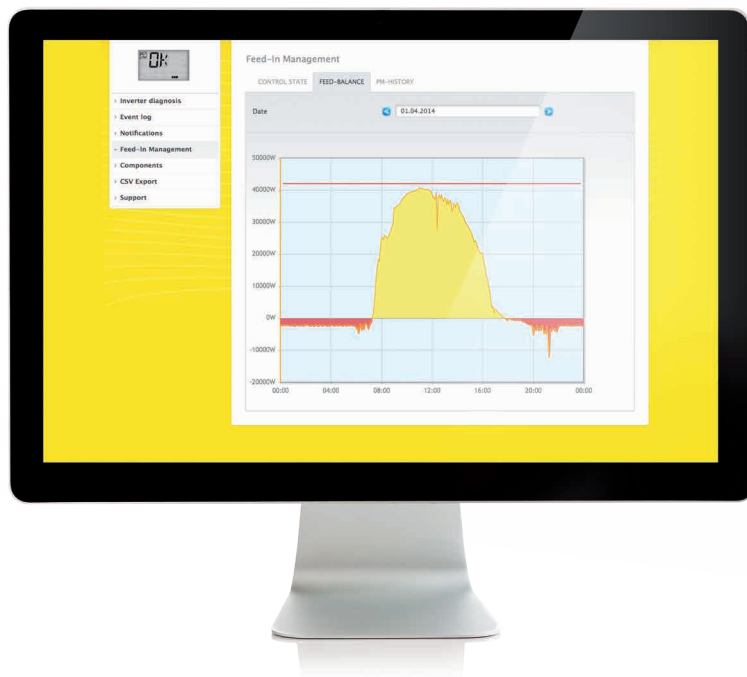 OK
Inverter diagnosis
Event log
Notifications
Feed-In Management
Components
CSV Export
Support
Feed-In Management
CONTROL STATE FEED-BALANCE PM-HISTORY
Date 01.04.2014
50000W
40000W
30000W
20000W
10000W
0W
-10000W
-20000W
00:00 04:00 08:00 12:00 16:00 20:00 00:00